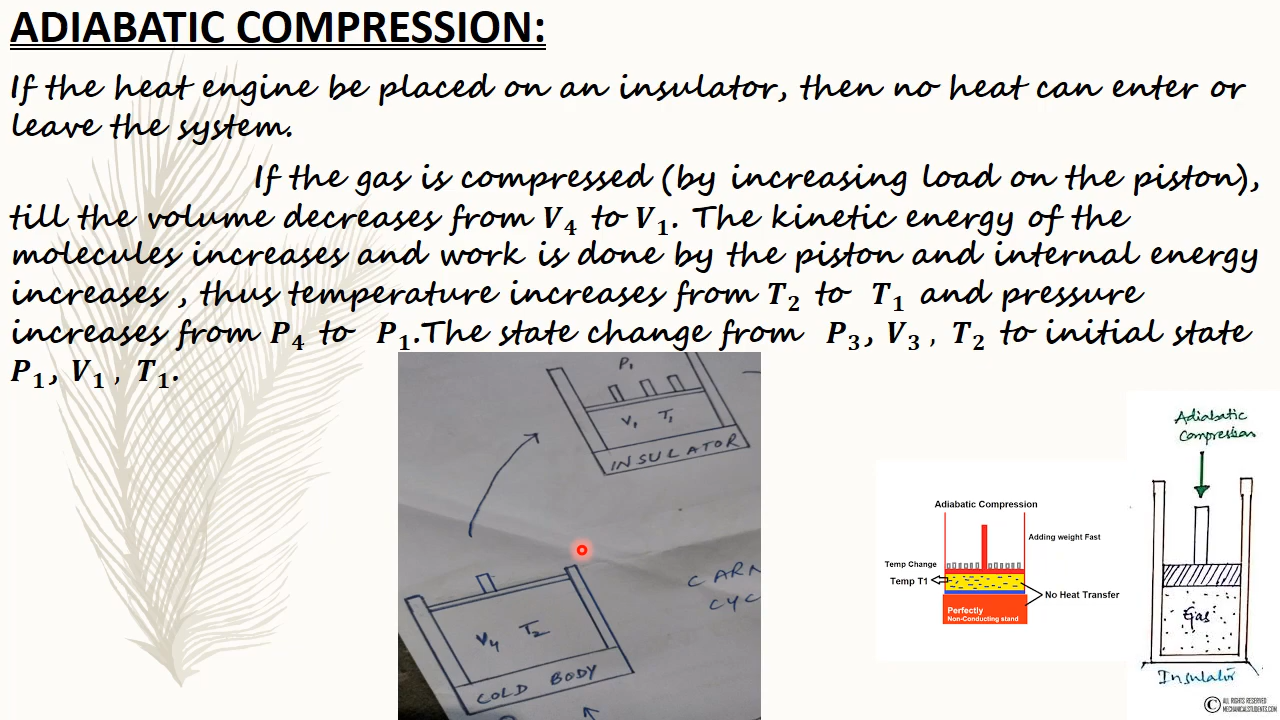 ADIABATIC COMPRESSION:
If the heat engine be placed on an insulator, then no heat can enter or
leave the system.
If the gas is compressed (by increasing load on the piston),
till the volume decreases from V₄ to V₁. The kinetic energy of the
molecules increases and work is done by the piston and internal energy
increases , thus temperature increases from T₂ to T₁ and pressure
increases from P₄ to P₁.The state change from P₃, V₃ , T₂ to initial state
P₁, V₁ , T₁.
P₁
V₁ T₁
INSULATOR
V₄ T₂
COLD BODY
CARN
CYC
Adiabatic Compression
Adding weight Fast
Temp Change
Temp T1
No Heat Transfer
Perfectly
Non-Conducting stand
Adiabatic
Compression
Gas
Insulator
© ALL RIGHTS RESERVED
MECHANICALSTUDENTS.COM